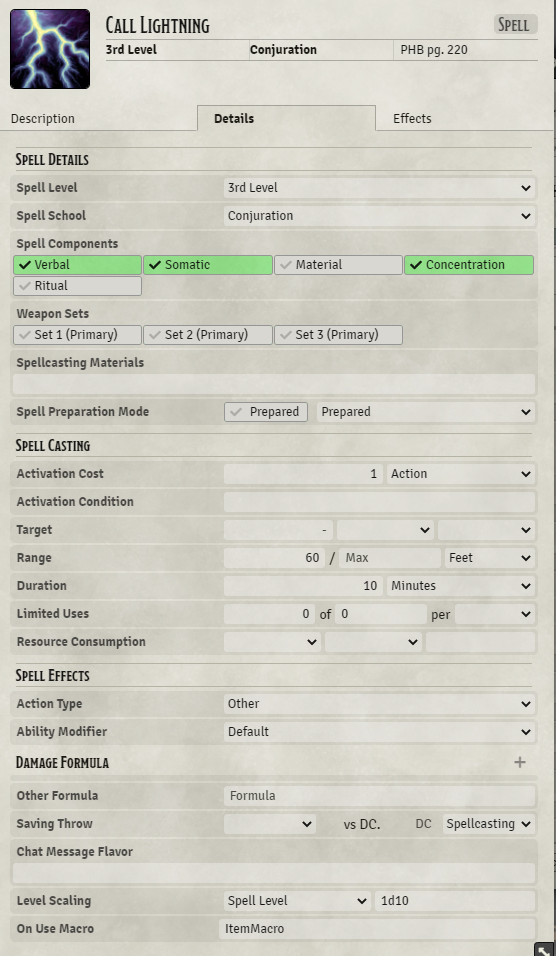 Call Lightning
Spell
3rd Level Conjuration PHB pg. 220
Description Details Effects
Spell Details
Spell Level 3rd Level
Spell School Conjuration
Spell Components
Verbal Somatic Material Concentration
Ritual
Weapon Sets
Set 1 (Primary) Set 2 (Primary) Set 3 (Primary)
Spellcasting Materials
Spell Preparation Mode Prepared Prepared
Spell Casting
Activation Cost 1 Action
Activation Condition
Target -
Range 60 / Max Feet
Duration 10 Minutes
Limited Uses 0 of 0 per
Resource Consumption
Spell Effects
Action Type Other
Ability Modifier Default
Damage Formula +
Other Formula Formula
Saving Throw vs DC. DC Spellcasting
Chat Message Flavor
Level Scaling Spell Level 1d10
On Use Macro ItemMacro